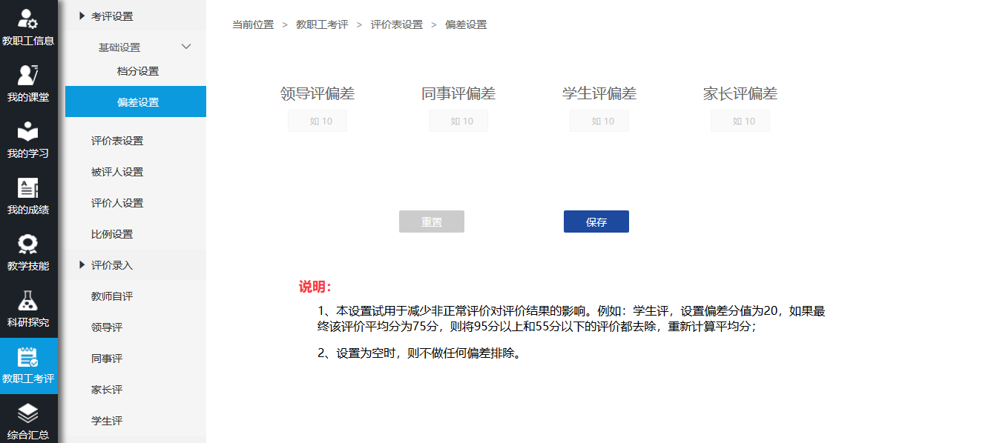 教职工信息
我的课堂
我的学习
我的成绩
教学技能
科研探究
教职工考评
综合汇总
考评设置
基础设置
档分设置
偏差设置
评价表设置
被评人设置
评价人设置
比例设置
评价录入
教师自评
领导评
同事评
家长评
学生评
当前位置 > 教职工考评 > 评价表设置 > 偏差设置
领导评偏差 同事评偏差 学生评偏差 家长评偏差
如 10 如 10 如 10 如 10
重置 保存
说明：
1、本设置试用于减少非正常评价对评价结果的影响。例如：学生评，设置偏差分值为20，如果最
终该评价平均分为75分，则将95分以上和55分以下的评价都去除，重新计算平均分；
2、设置为空时，则不做任何偏差排除。